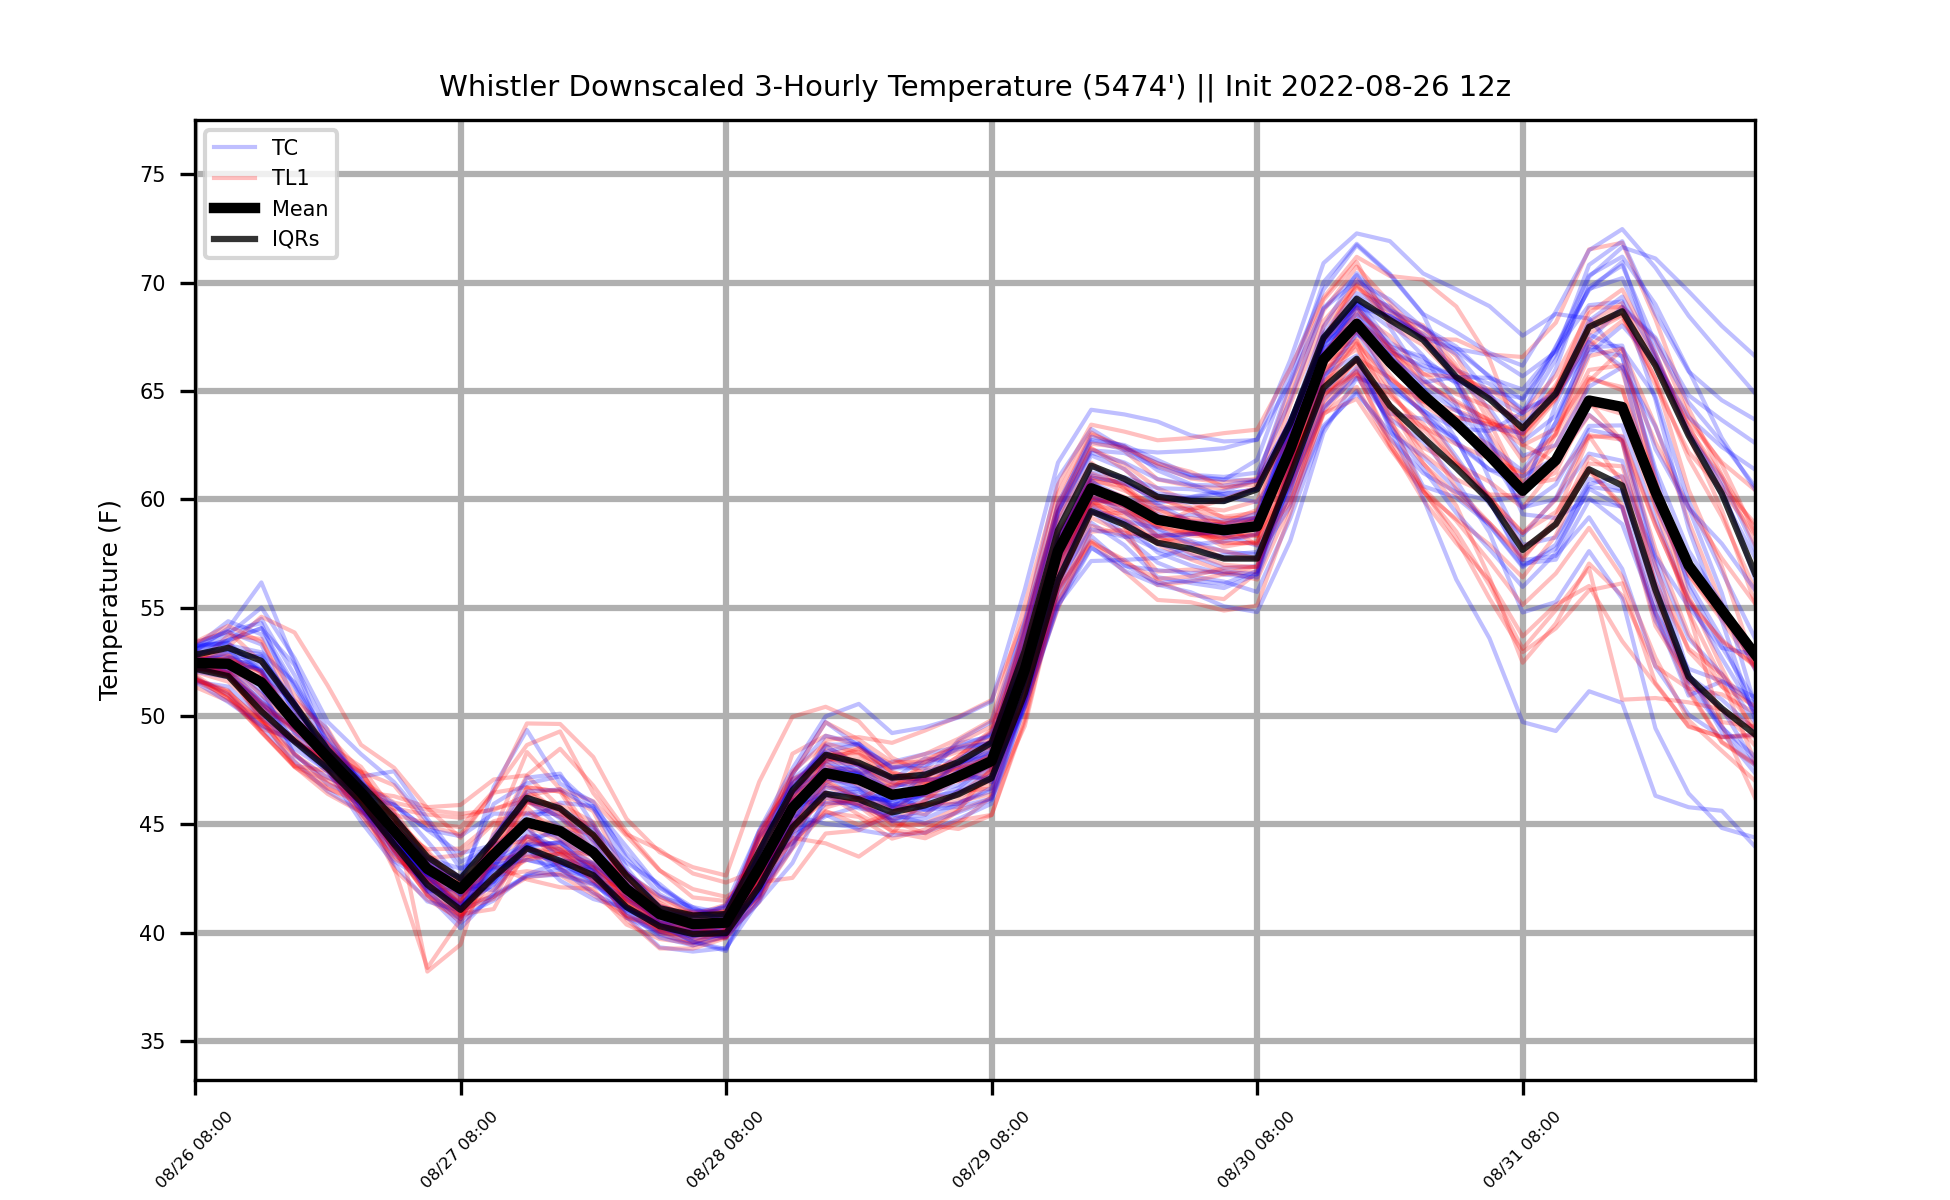 Whistler Downscaled 3-Hourly Temperature (5474') || Init 2022-08-26 12z
TC
TL1
Mean
IQRs
Temperature (F)
75
70
65
60
55
50
45
40
35
08/26 08:00
08/27 08:00
08/28 08:00
08/29 08:00
08/30 08:00
08/31 08:00